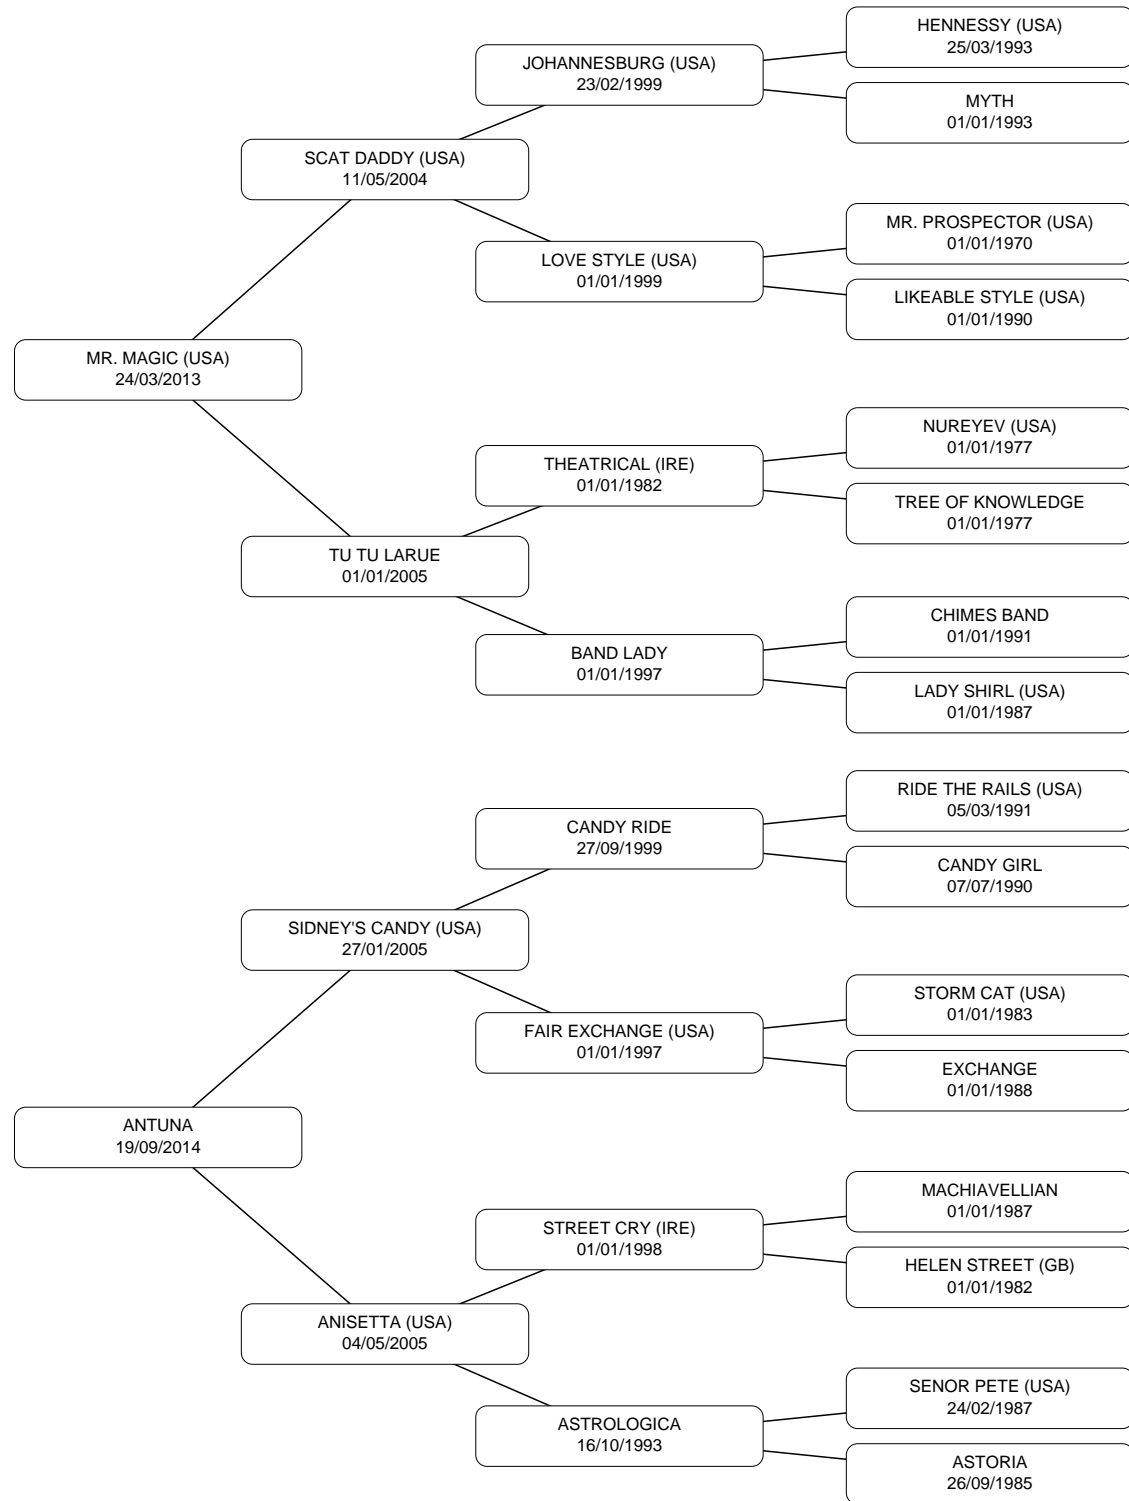 HENNESSY (USA)
25/03/1993
JOHANNESBURG (USA)
23/02/1999
MYTH
01/01/1993
SCAT DADDY (USA)
11/05/2004
MR. PROSPECTOR (USA)
01/01/1970
LOVE STYLE (USA)
01/01/1999
LIKEABLE STYLE (USA)
01/01/1990
MR. MAGIC (USA)
24/03/2013
NUREYEV (USA)
01/01/1977
THEATRICAL (IRE)
01/01/1982
TREE OF KNOWLEDGE
01/01/1977
TU TU LARUE
01/01/2005
CHIMES BAND
01/01/1991
BAND LADY
01/01/1997
LADY SHIRL (USA)
01/01/1987
RIDE THE RAILS (USA)
05/03/1991
CANDY RIDE
27/09/1999
CANDY GIRL
07/07/1990
SIDNEY'S CANDY (USA)
27/01/2005
STORM CAT (USA)
01/01/1983
FAIR EXCHANGE (USA)
01/01/1997
EXCHANGE
01/01/1988
ANTUNA
19/09/2014
MACHIAVELLIAN
01/01/1987
STREET CRY (IRE)
01/01/1998
HELEN STREET (GB)
01/01/1982
ANISETTA (USA)
04/05/2005
SENOR PETE (USA)
24/02/1987
ASTROLOGICA
16/10/1993
ASTORIA
26/09/1985